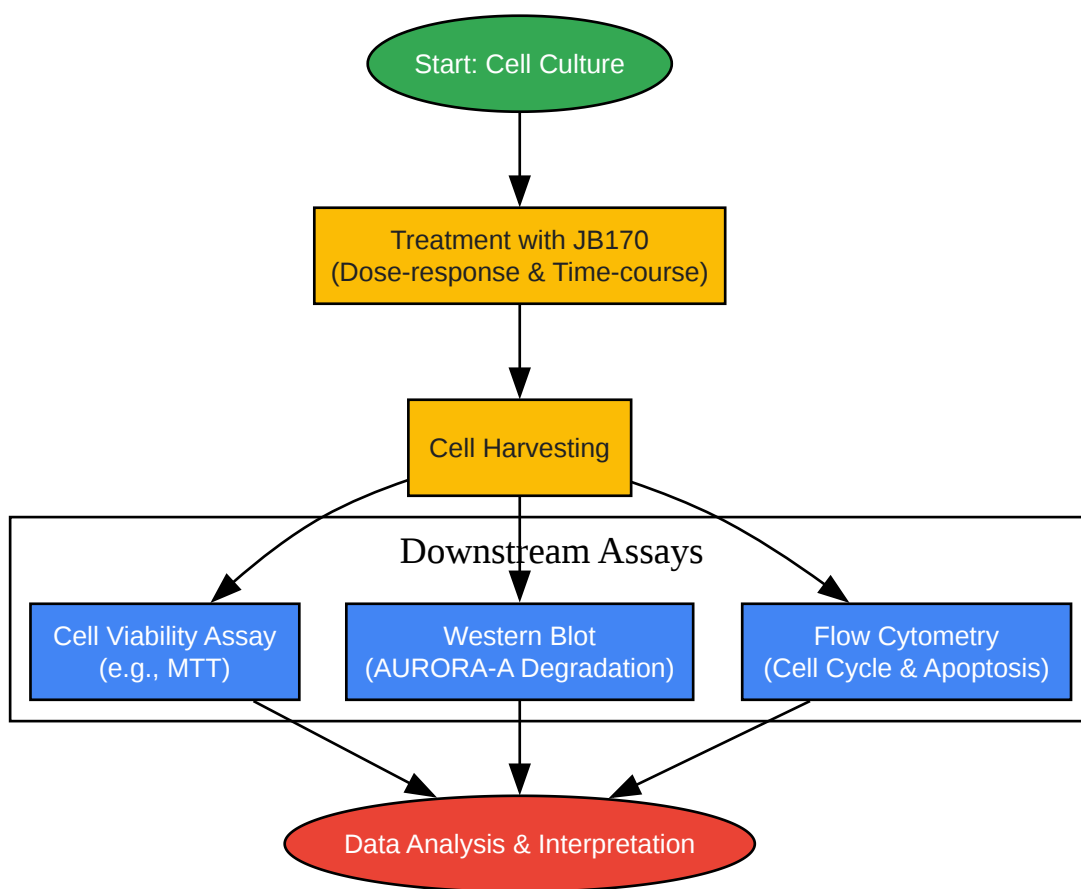 Start: Cell Culture
Treatment with JB170
(Dose-response & Time-course)
Cell Harvesting
Downstream Assays
Cell Viability Assay
(e.g., MTT)
Western Blot
(AURORA-A Degradation)
Flow Cytometry
(Cell Cycle & Apoptosis)
Data Analysis & Interpretation